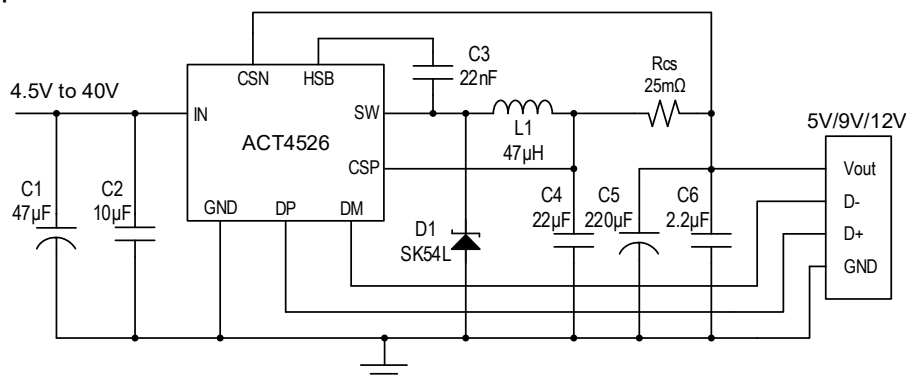 CSN
HSB
C3
22nF
Rcs
25mΩ
4.5V to 40V
IN
SW
L1
47µH
5V/9V/12V
ACT4526
CSP
Vout
C1
47µF
C2
10µF
GND
DP
DM
D1
SK54L
C4
22µF
C5
220µF
C6
2.2µF
D-
D+
GND